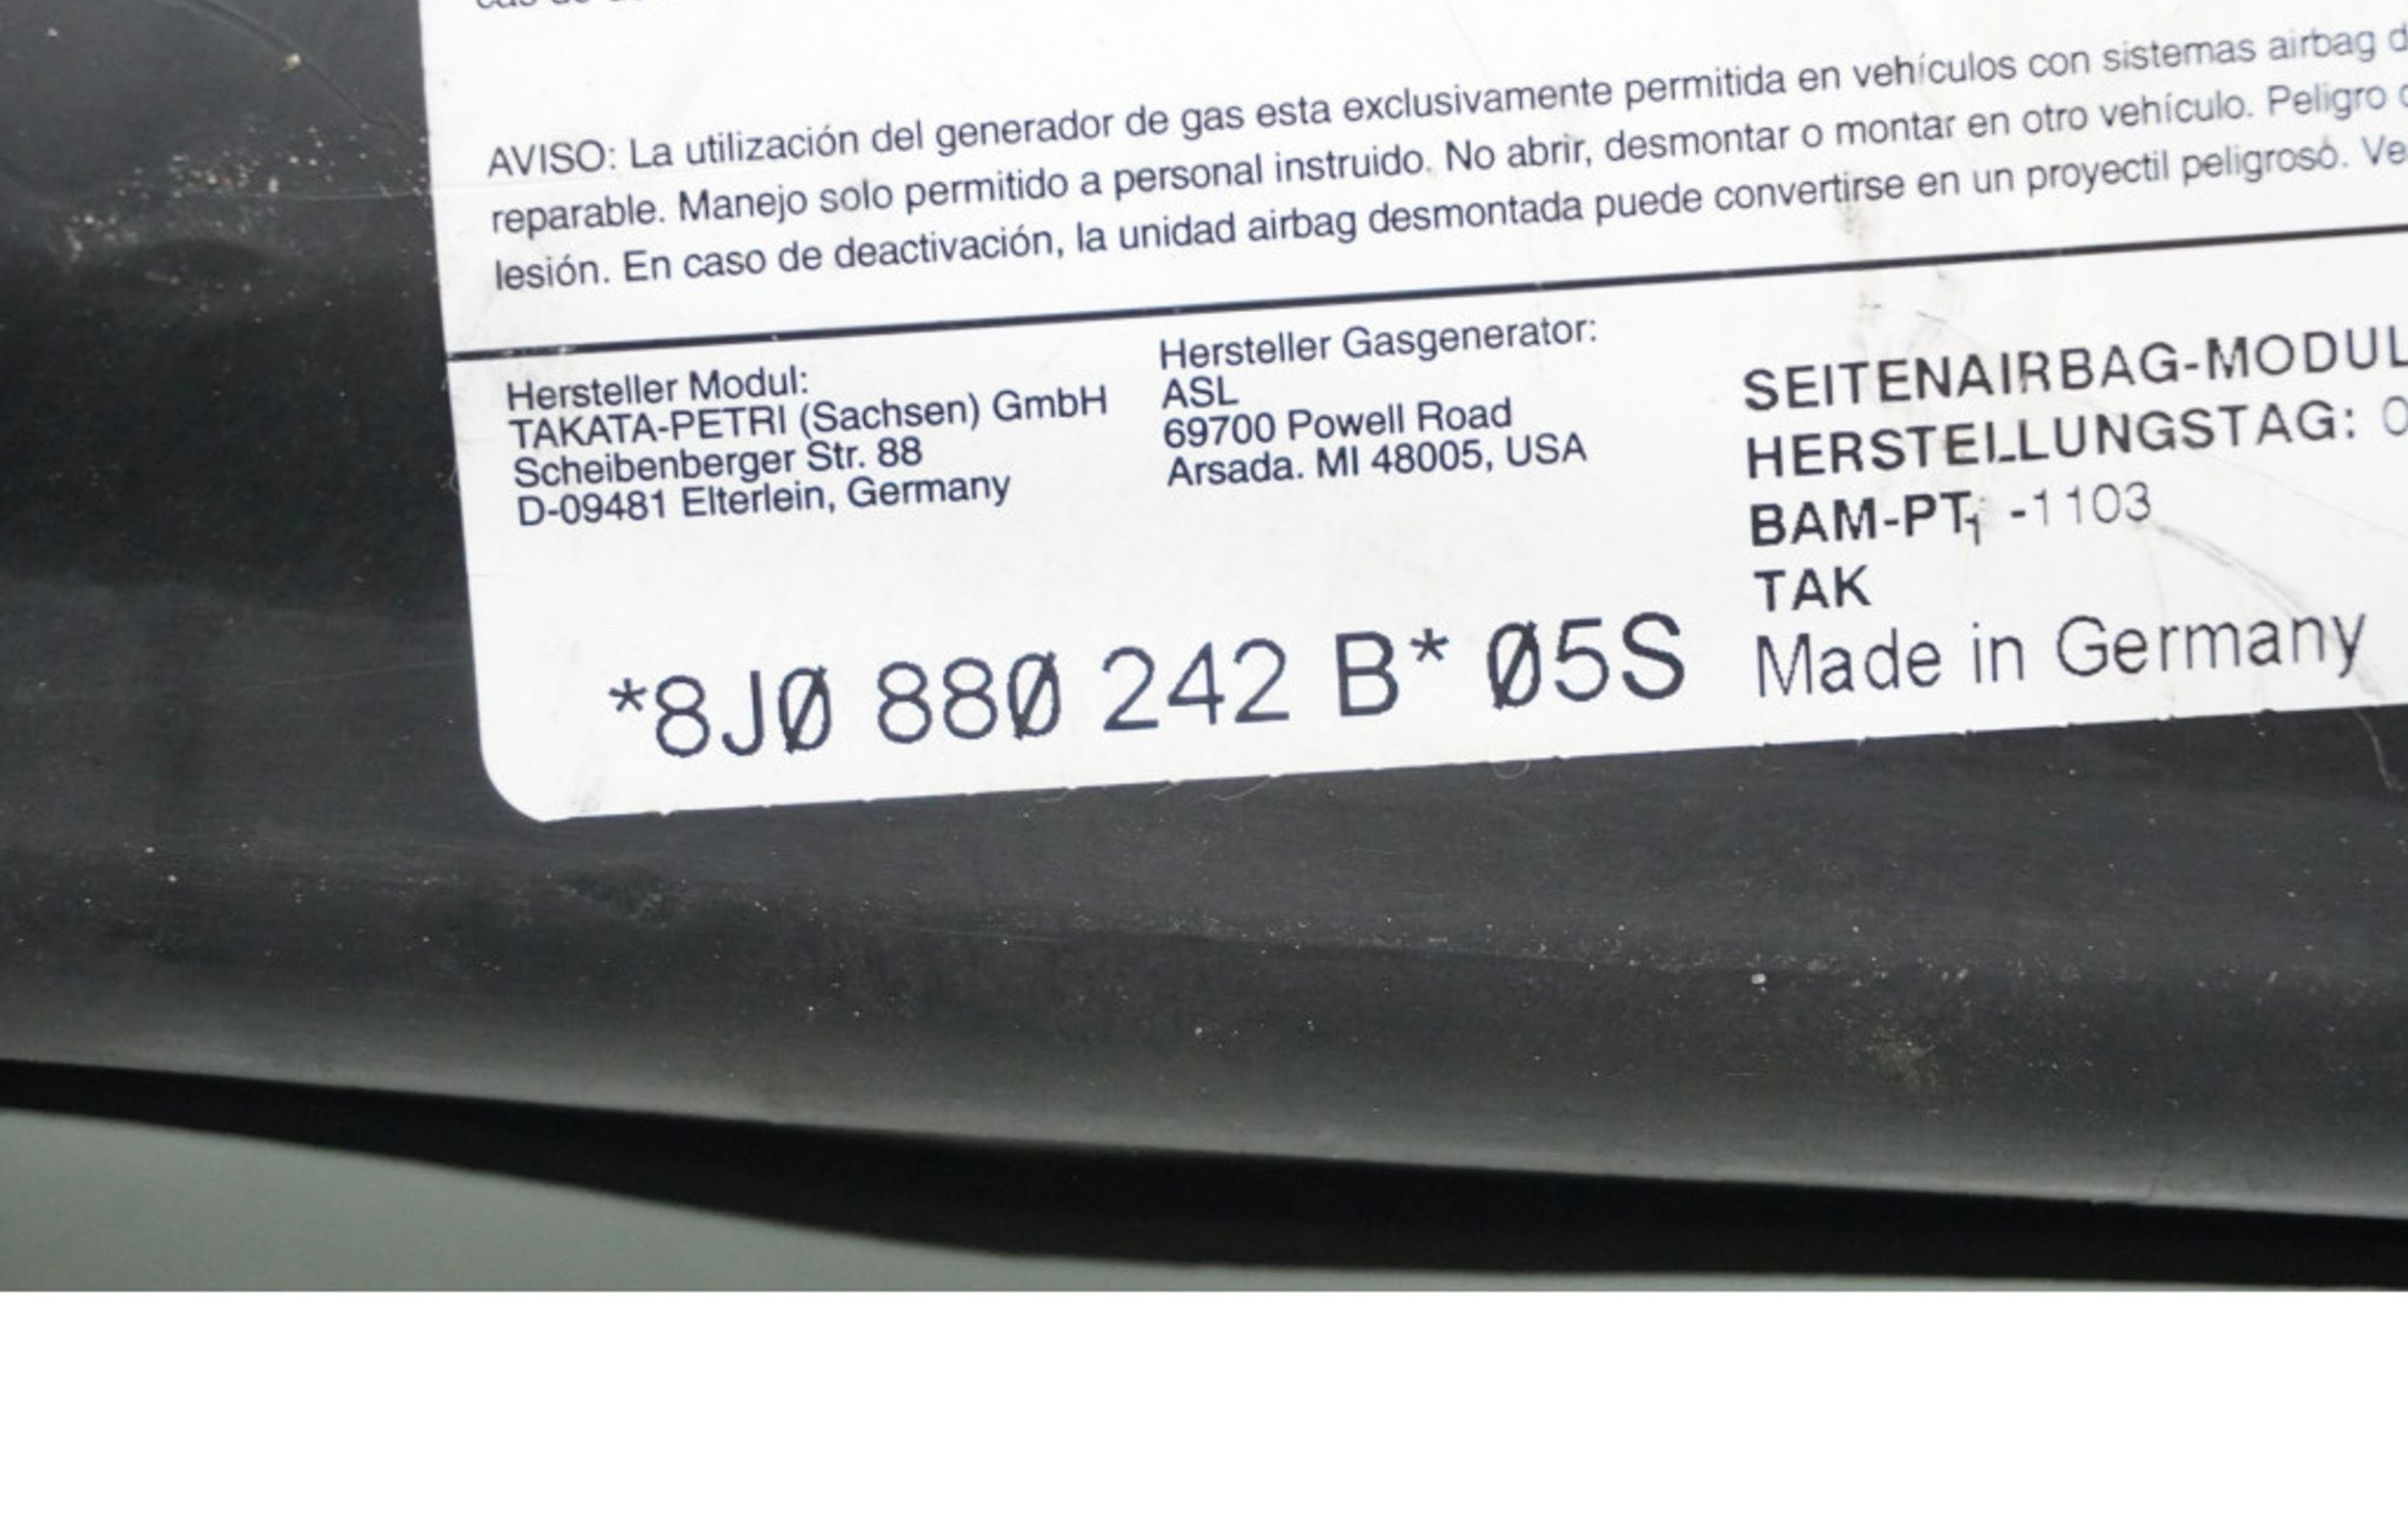 AVISO: La utilización del generador de gas esta exclusivamente permitida en vehículos con sistemas airbag d
reparable. Manejo solo permitido a personal instruido. No abrir, desmontar o montar en otro vehículo. Peligro
lesión. En caso de deactivación, la unidad airbag desmontada puede convertirse en un proyectil peligroso. Ve
Hersteller Modul:
TAKATA-PETRI (Sachsen) GmbH
Scheibenberger Str. 88
D-09481 Elterlein, Germany
Hersteller Gasgenerator:
ASL
69700 Powell Road
Arsada. MI 48005, USA
SEITENAIRBAG-MODUL
HERSTELLUNGSTAG: 0
BAM-PT1 -1103
TAK
Made in Germany
*8J0 880 242 B* 05S